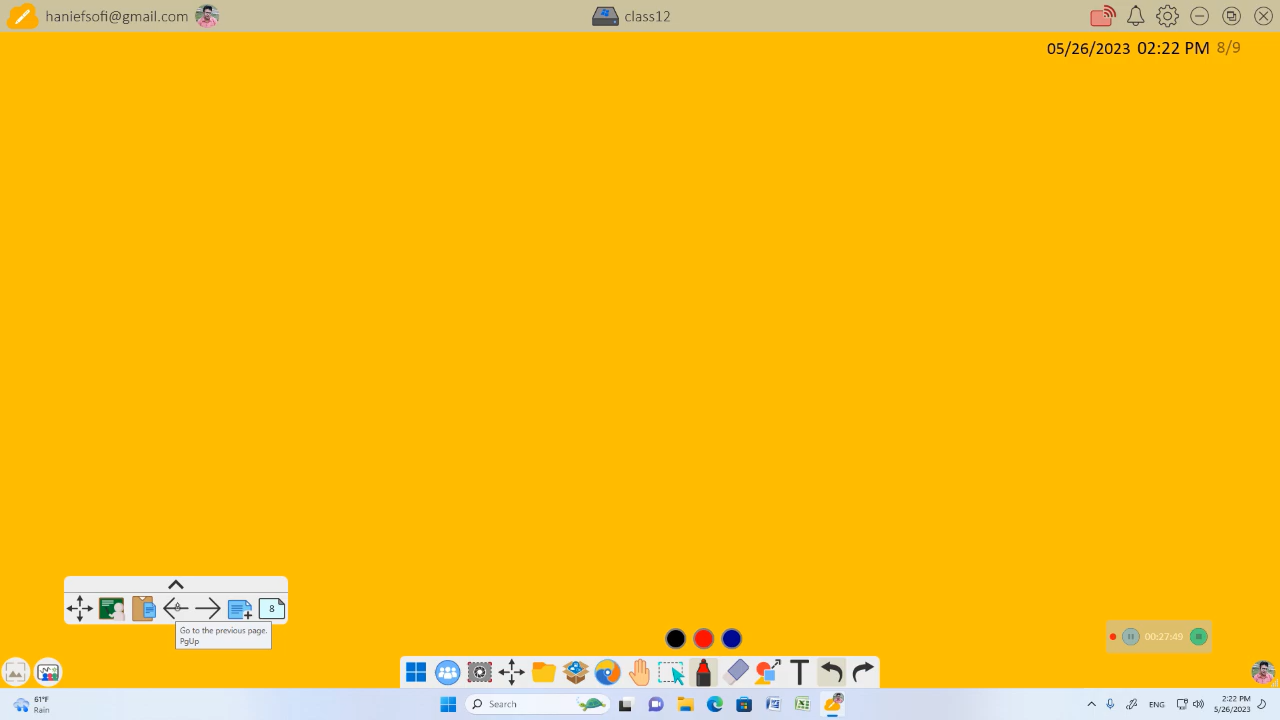 haniefsofi@gmail.com
class12
05/26/2023 02:22 PM 8/9
8
Go to the previous page.
PgUp
00:27:49
T
61°F
Rain
Search
ENG
2:22 PM
5/26/2023